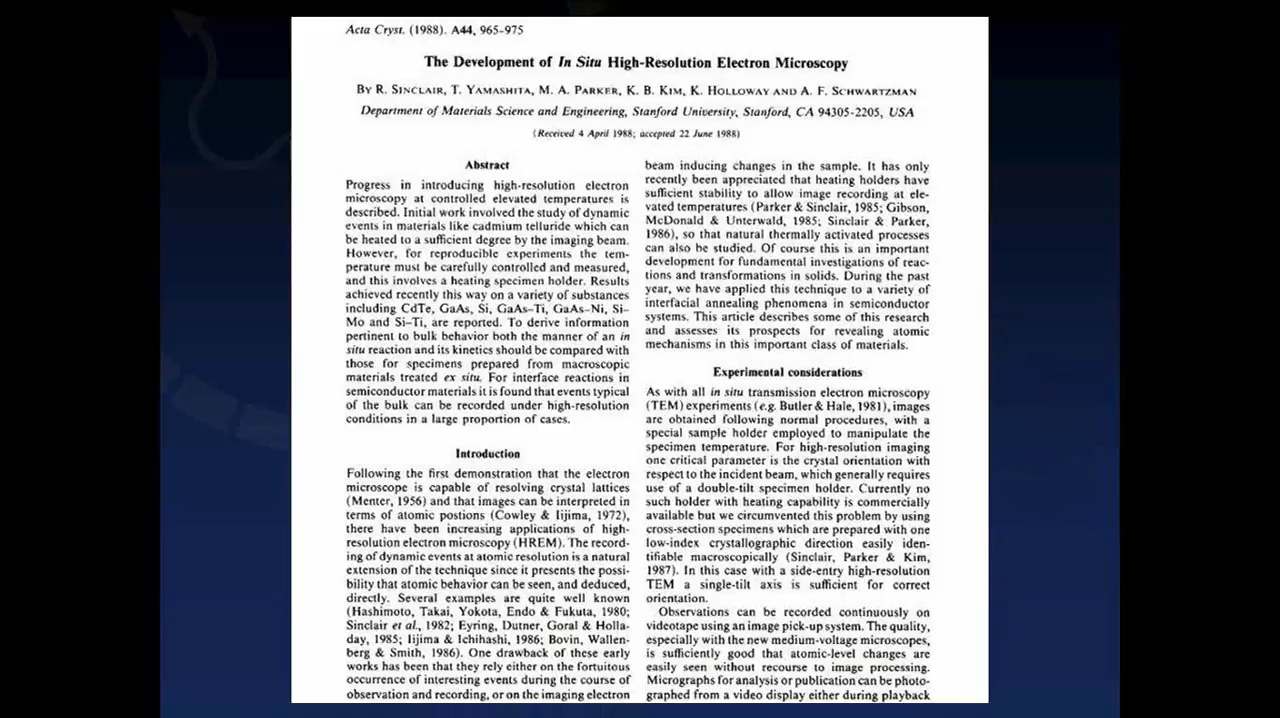 Acta Cryst. (1988). A44, 965-975
The Development of In Situ High-Resolution Electron Microscopy
BY R. SINCLAIR, T. YAMASHITA, M. A. PARKER, K. B. KIM, K. HOLLOWAY AND A. F. SCHWARTZMAN
Department of Materials Science and Engineering, Stanford University, Stanford, CA 94305-2205, USA
(Received 4 April 1988; accepted 22 June 1988)
Abstract
Progress in introducing high-resolution electron
microscopy at controlled elevated temperatures is
described. Initial work involved the study of dynamic
events in materials like cadmium telluride which can
be heated to a sufficient degree by the imaging beam.
However, for reproducible experiments the tem-
perature must be carefully controlled and measured,
and this involves a heating specimen holder. Results
achieved recently this way on a variety of substances
including CdTe, GaAs, Si, GaAs-Ti, GaAs-Ni, Si-
Mo and Si-Ti, are reported. To derive information
pertinent to bulk behavior both the manner of an in
situ reaction and its kinetics should be compared with
those for specimens prepared from macroscopic
materials treated ex situ. For interface reactions in
semiconductor materials it is found that events typical
of the bulk can be recorded under high-resolution
conditions in a large proportion of cases.
Introduction
Following the first demonstration that the electron
microscope is capable of resolving crystal lattices
(Menter, 1956) and that images can be interpreted in
terms of atomic postions (Cowley & Iijima, 1972),
there have been increasing applications of high-
resolution electron microscopy (HREM). The record-
ing of dynamic events at atomic resolution is a natural
extension of the technique since it presents the possi-
bility that atomic behavior can be seen, and deduced,
directly. Several examples are quite well known
(Hashimoto, Takai, Yokota, Endo & Fukuta, 1980;
Sinclair et al., 1982; Eyring, Dutner, Goral & Holla-
day, 1985; Iijima & Ichihashi, 1986; Bovin, Wallen-
berg & Smith, 1986). One drawback of these early
works has been that they rely either on the fortuitous
occurrence of interesting events during the course of
observation and recording, or on the imaging electron
beam inducing changes in the sample. It has only
recently been appreciated that heating holders have
sufficient stability to allow image recording at ele-
vated temperatures (Parker & Sinclair, 1985; Gibson,
McDonald & Unterwald, 1985; Sinclair & Parker,
1986), so that natural thermally activated processes
can also be studied. Of course this is an important
development for fundamental investigations of reac-
tions and transformations in solids. During the past
year, we have applied this technique to a variety of
interfacial annealing phenomena in semiconductor
systems. This article describes some of this research
and assesses its prospects for revealing atomic
mechanisms in this important class of materials.
Experimental considerations
As with all in situ transmission electron microscopy
(TEM) experiments (e.g. Butler & Hale, 1981), images
are obtained following normal procedures, with a
special sample holder employed to manipulate the
specimen temperature. For high-resolution imaging
one critical parameter is the crystal orientation with
respect to the incident beam, which generally requires
use of a double-tilt specimen holder. Currently no
such holder with heating capability is commercially
available but we circumvented this problem by using
cross-section specimens which are prepared with one
low-index crystallographic direction easily iden-
tifiable macroscopically (Sinclair, Parker & Kim,
1987). In this case with a side-entry high-resolution
TEM a single-tilt axis is sufficient for correct
orientation.
Observations can be recorded continuously on
videotape using an image pick-up system. The quality,
especially with the new medium-voltage microscopes,
is sufficiently good that atomic-level changes are
easily seen without recourse to image processing.
Micrographs for analysis or publication can be photo-
graphed from a video display either during playback